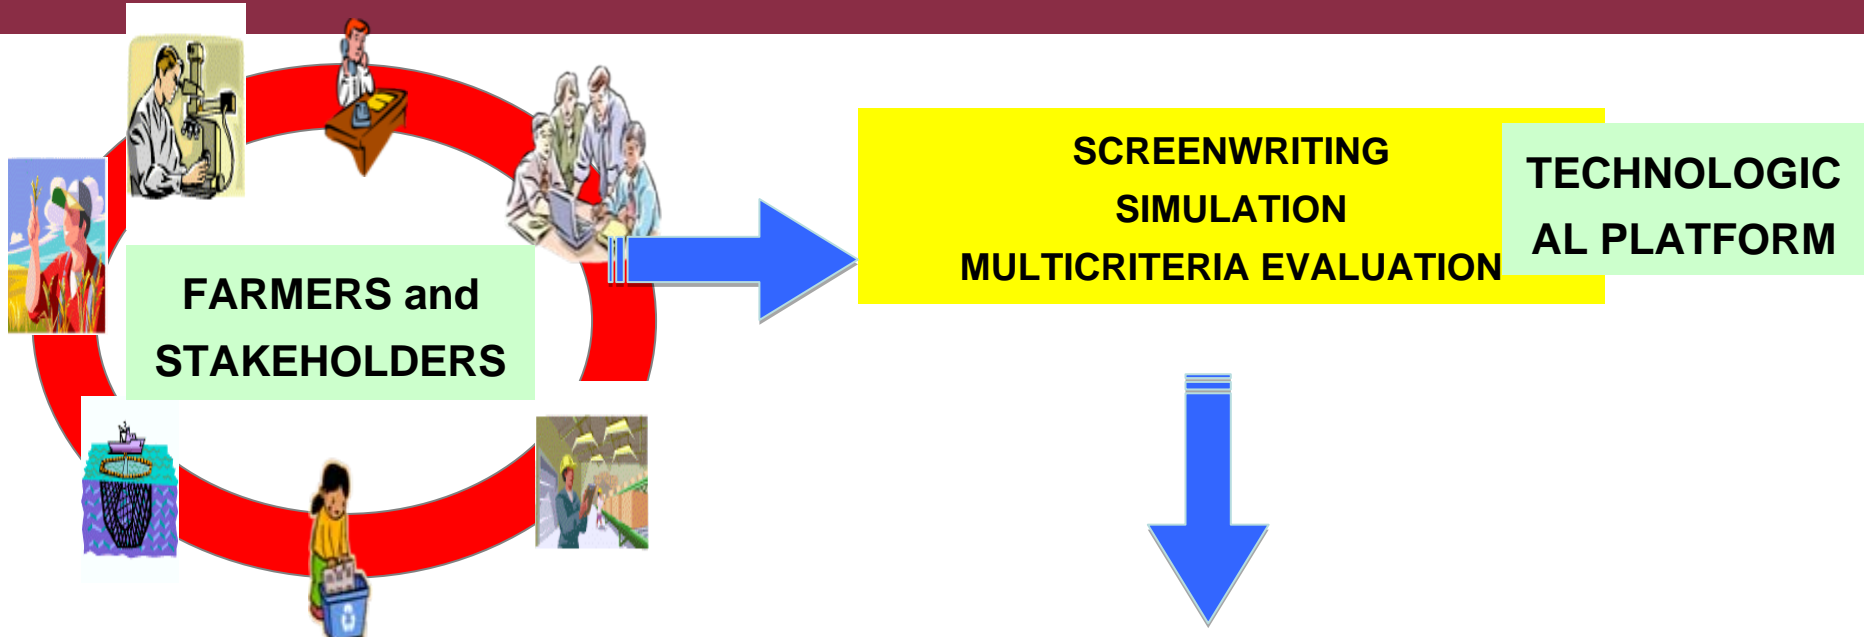 FARMERS and
STAKEHOLDERS
SCREENWRITING
SIMULATION
MULTICRITERIA EVALUATION
TECHNOLOGIC
AL PLATFORM